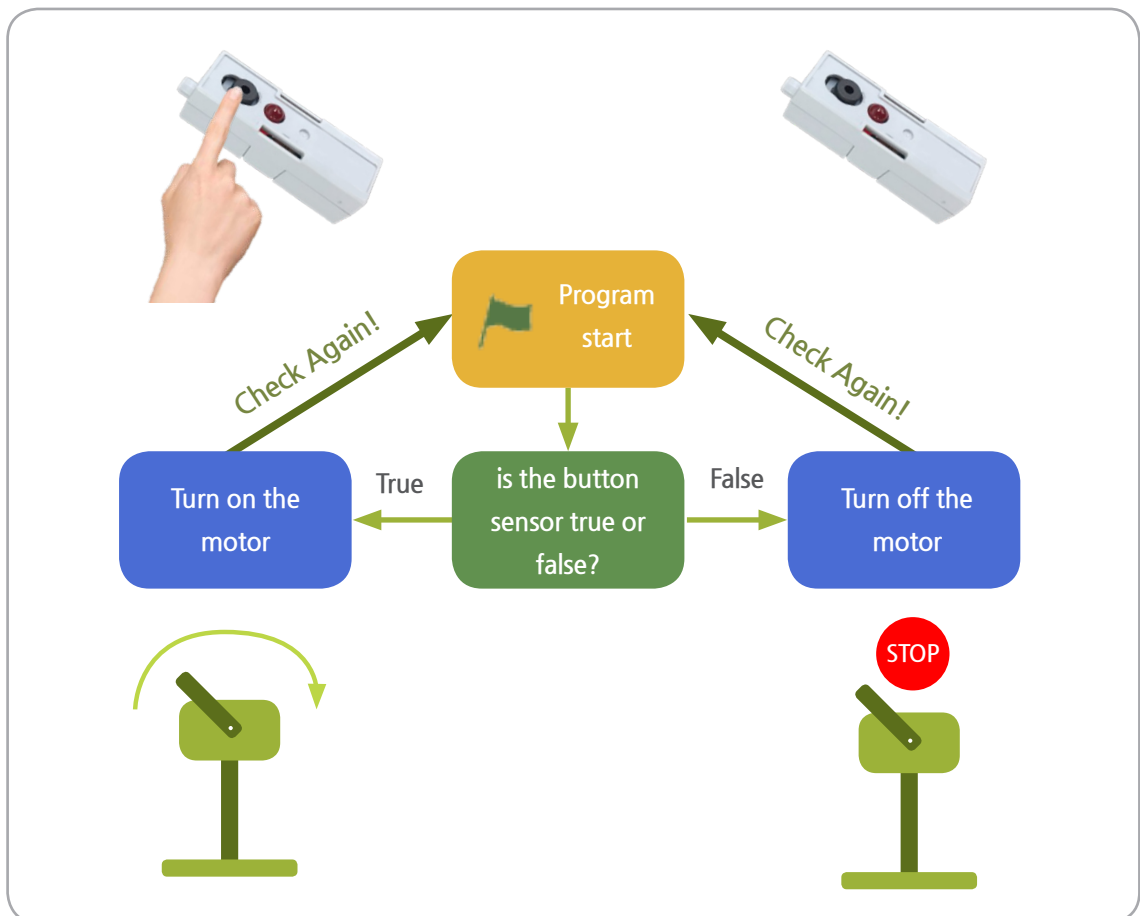 Program
start
Check Again!
Check Again!
Turn on the
motor
True
is the button
sensor true or
false?
False
Turn off the
motor
STOP